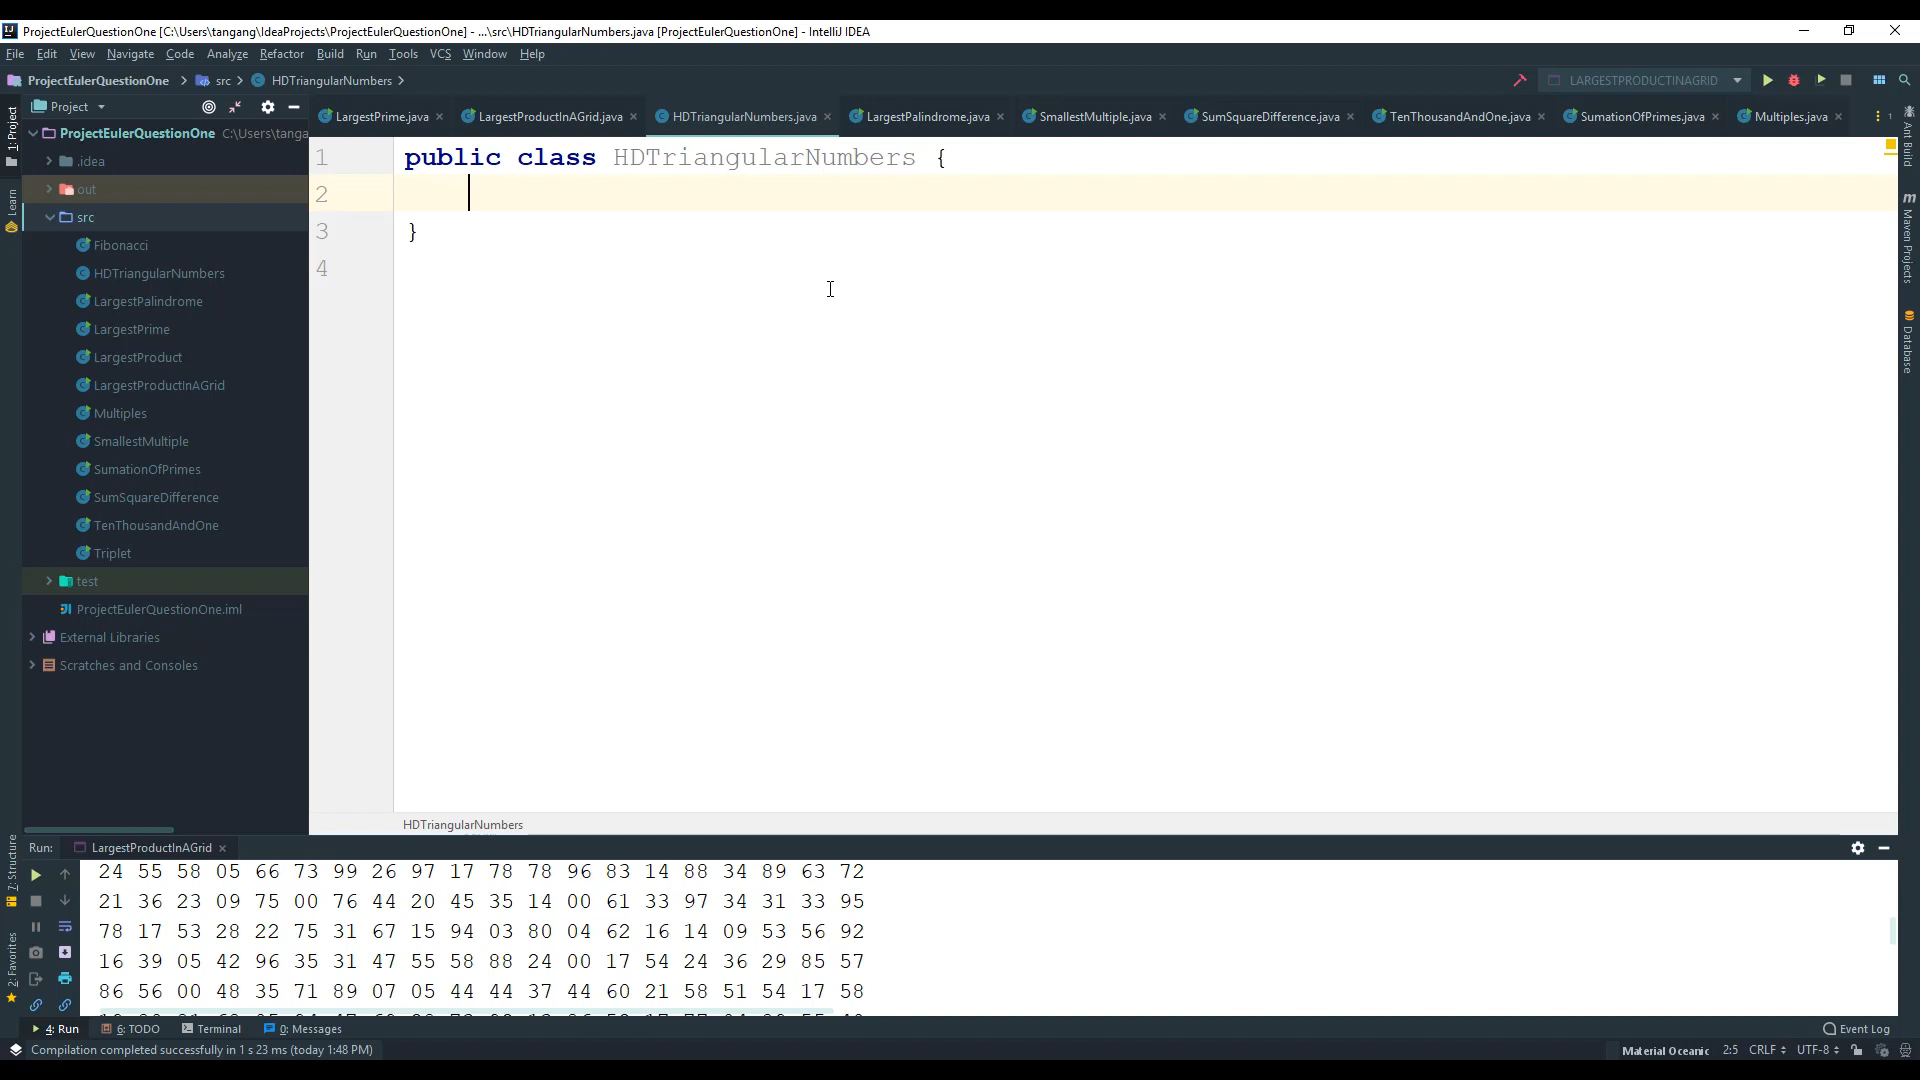 ProjectEulerQuestionOne [C:\Users\tangang\IdeaProjects\ProjectEulerQuestionOne] - ...\src\HDTriangularNumbers.java [ProjectEulerQuestionOne] - IntelliJ IDEA
File Edit View Navigate Code Analyze Refactor Build Run Tools VCS Window Help
ProjectEulerQuestionOne src HDTriangularNumbers LARGESTPRODUCTINAGRID
Project LargestPrime.java LargestProductInAGrid.java HDTriangularNumbers.java LargestPalindrome.java SmallestMultiple.java SumSquareDifference.java TenThousandAndOne.java SumationOfPrimes.java Multiples.java
1: Project
Learn
Z: Structure
2: Favorites
ProjectEulerQuestionOne C:\Users\tanga
.idea
out
src
Fibonacci
HDTriangularNumbers
LargestPalindrome
LargestPrime
LargestProduct
LargestProductInAGrid
Multiples
SmallestMultiple
SumationOfPrimes
SumSquareDifference
TenThousandAndOne
Triplet
test
ProjectEulerQuestionOne.iml
External Libraries
Scratches and Consoles
1 public class HDTriangularNumbers {
2
3 }
4
HDTriangularNumbers
Ant Build
Maven Projects
Database
Run: LargestProductInAGrid
24 55 58 05 66 73 99 26 97 17 78 78 96 83 14 88 34 89 63 72
21 36 23 09 75 00 76 44 20 45 35 14 00 61 33 97 34 31 33 95
78 17 53 28 22 75 31 67 15 94 03 80 04 62 16 14 09 53 56 92
16 39 05 42 96 35 31 47 55 58 88 24 00 17 54 24 36 29 85 57
86 56 00 48 35 71 89 07 05 44 44 37 44 60 21 58 51 54 17 58
4: Run 6: TODO Terminal 0: Messages Event Log
Compilation completed successfully in 1 s 23 ms (today 1:48 PM) Material Oceanic 2:5 CRLF UTF-8